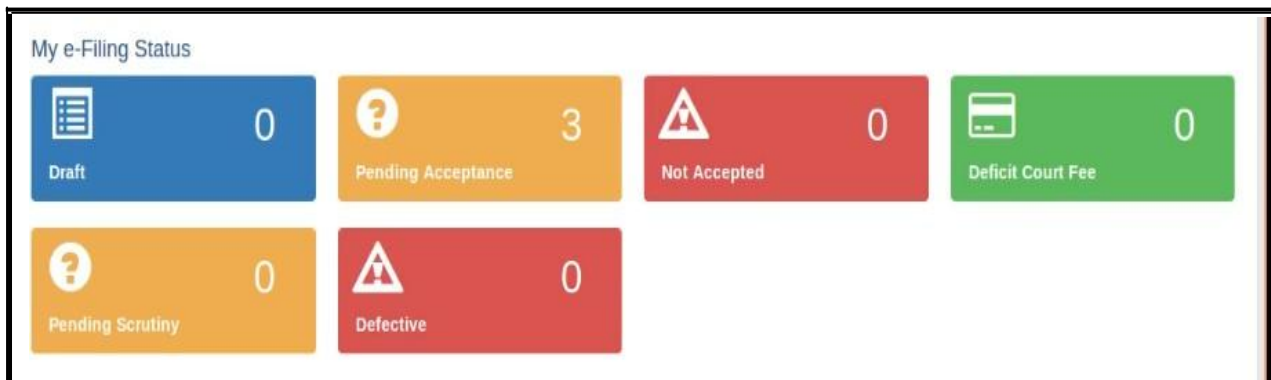 My e-Filing Status
0
Draft
3
Pending Acceptance
0
Not Accepted
0
Deficit Court Fee
0
Pending Scrutiny
0
Defective